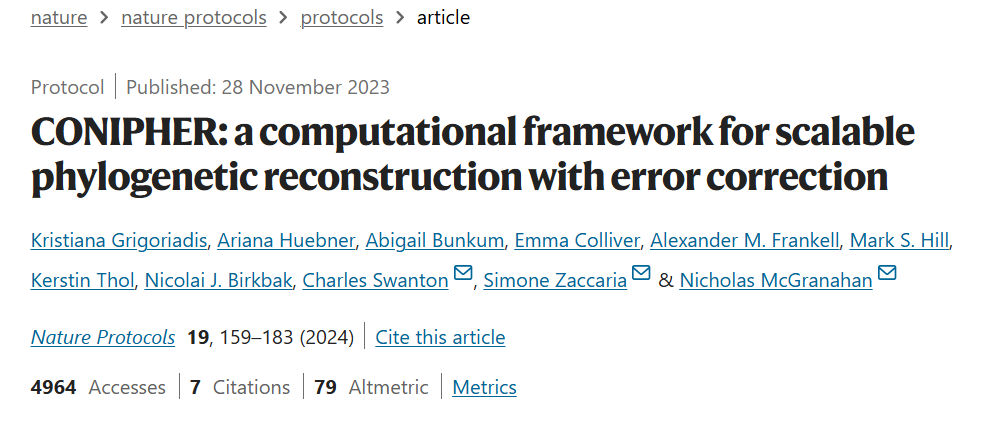 nature > nature protocols > protocols > article
Protocol | Published: 28 November 2023
CONIPHER: a computational framework for scalable
phylogenetic reconstruction with error correction
Kristiana Grigoriadis, Ariana Huebner, Abigail Bunkum, Emma Colliver, Alexander M. Frankell, Mark S. Hill,
Kerstin Thol, Nicolai J. Birkbak, Charles Swanton, Simone Zaccaria & Nicholas McGranahan
Nature Protocols 19, 159–183 (2024) | Cite this article
4964 Accesses | 7 Citations | 79 Altmetric | Metrics